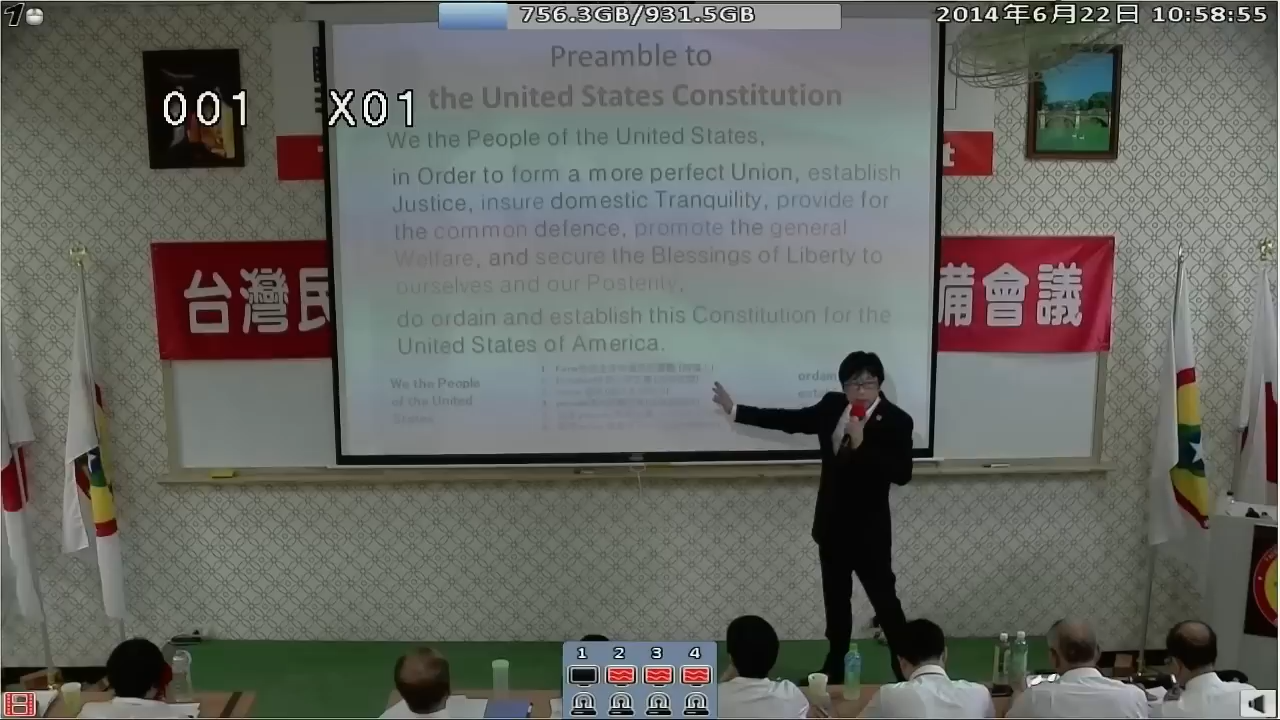 756.3GB/931.5GB
2014年6月22日 10:58:55
001 X01
Preamble to
the United States Constitution
We the People of the United States,
in Order to form a more perfect Union, establish
Justice, insure domestic Tranquility, provide for
the common defence, promote the general
Welfare, and secure the Blessings of Liberty to
ourselves and our Posterity,
do ordain and establish this Constitution for the
United States of America.
台灣民
備會議
We the People
of the United
States
ordain
1 2 3 4